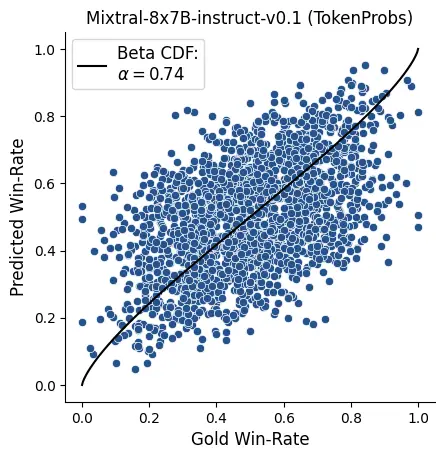 Mixtral-8x7B-instruct-v0.1 (TokenProbs)
Beta CDF:
α = 0.74
Predicted Win-Rate
1.0
0.8
0.6
0.4
0.2
0.0
0.0 0.2 0.4 0.6 0.8 1.0
Gold Win-Rate